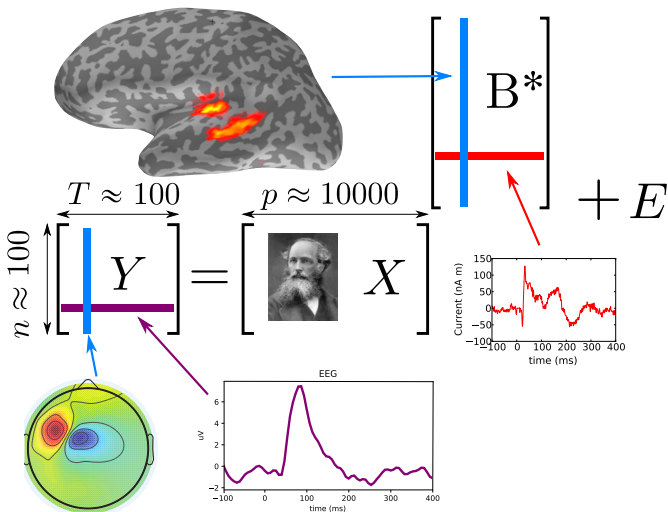 B*
T ≈ 100
p ≈ 10000
+ E
n ≈ 100
Y
=
X
150
100
50
0
−50
−100
Current (nA m)
−100 0 100 200 300 400
time (ms)
EEG
6
4
2
0
−2
uV
−100 0 100 200 300 400
time (ms)